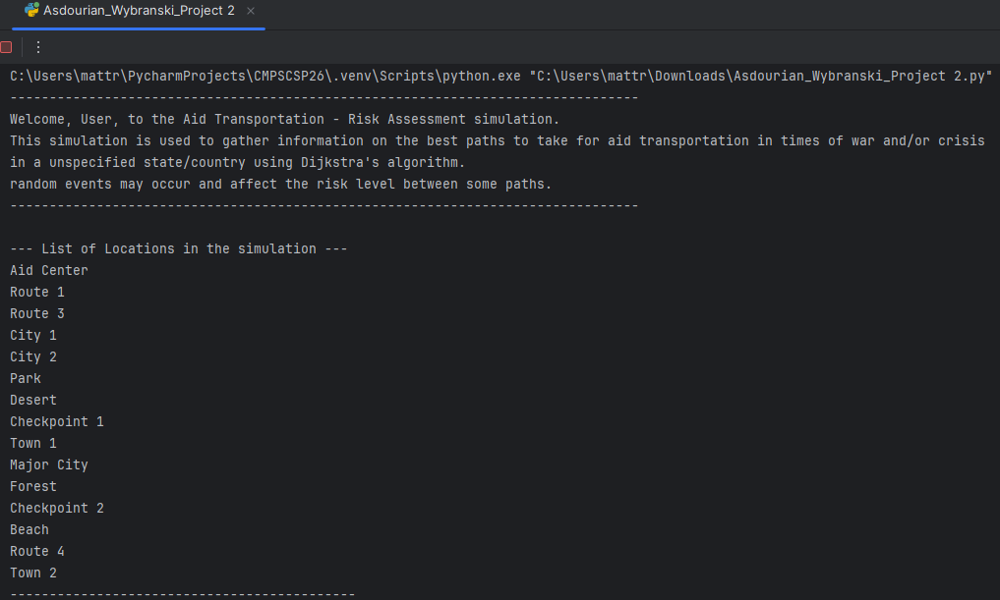 Asdourian_Wybranski_Project 2
C:\Users\mattr\PycharmProjects\CMPSCSP26\.venv\Scripts\python.exe "C:\Users\mattr\Downloads\Asdourian_Wybranski_Project 2.py"
--------------------------------------------------------------------------------
Welcome, User, to the Aid Transportation - Risk Assessment simulation.
This simulation is used to gather information on the best paths to take for aid transportation in times of war and/or crisis
in a unspecified state/country using Dijkstra's algorithm.
random events may occur and affect the risk level between some paths.
--------------------------------------------------------------------------------
--- List of Locations in the simulation ---
Aid Center
Route 1
Route 3
City 1
City 2
Park
Desert
Checkpoint 1
Town 1
Major City
Forest
Checkpoint 2
Beach
Route 4
Town 2
--------------------------------------------